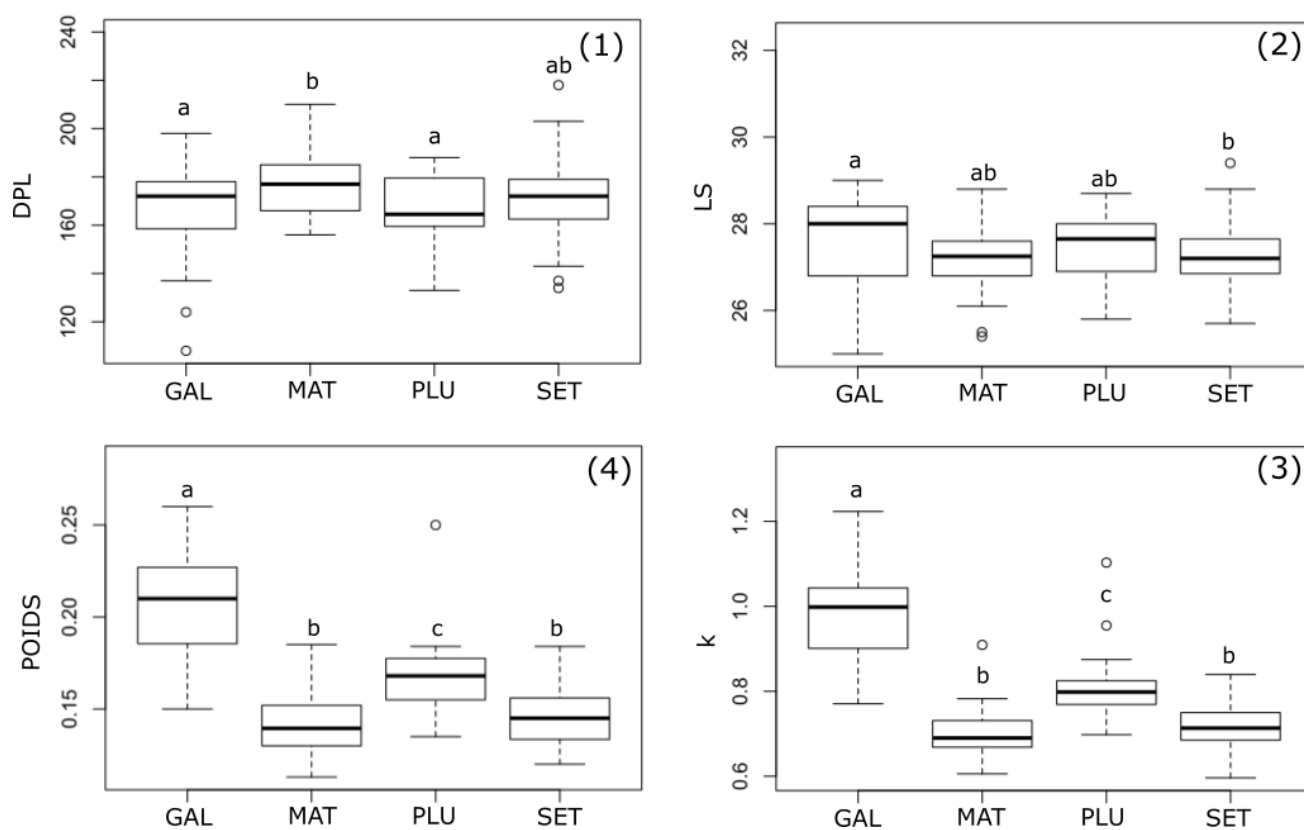 (1)
DPL
240
200
160
120
a
b
a
ab
GAL MAT PLU SET
(2)
LS
32
30
28
26
a
ab
ab
b
GAL MAT PLU SET
(4)
POIDS
0.25
0.20
0.15
a
b
c
b
GAL MAT PLU SET
(3)
k
1.2
1.0
0.8
0.6
a
b
c
b
GAL MAT PLU SET